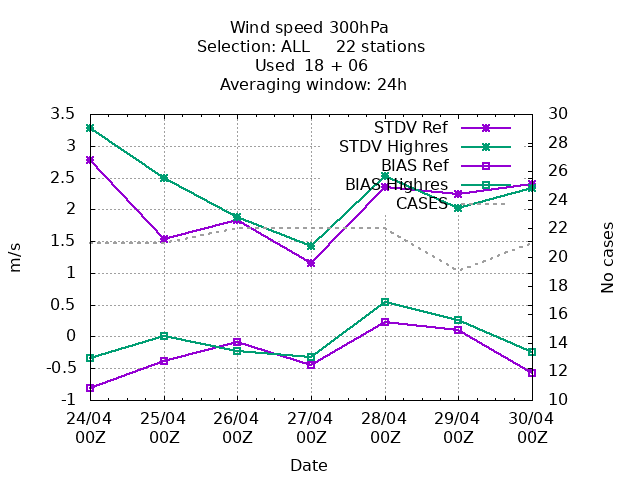 Wind speed 300hPa
Selection: ALL 22 stations
Used 18 + 06
Averaging window: 24h
3.5
3
2.5
2
1.5
1
0.5
0
-0.5
-1
m/s
30
28
26
24
22
20
18
16
14
12
10
No cases
STDV Ref
STDV Highres
BIAS Ref
BIAS Highres
CASES
24/04 25/04 26/04 27/04 28/04 29/04 30/04
00Z 00Z 00Z 00Z 00Z 00Z 00Z
Date